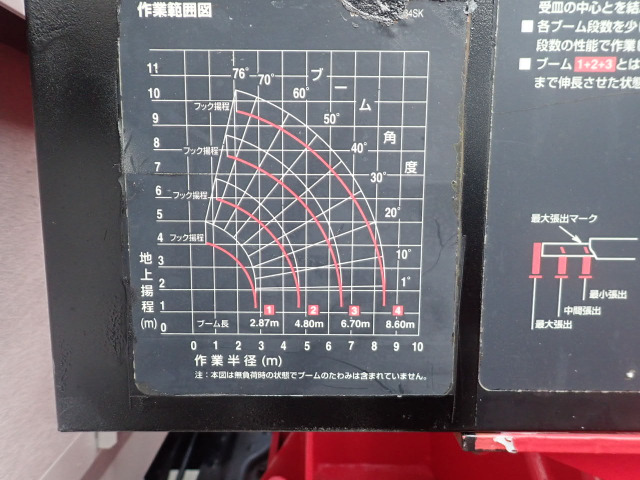 作業範囲図
84SK
11
10
9
8
7
6
5
4
3
2
1
0
地上揚程(m)
76° 70° 60° 50° 40° 30° 20° 10° 1°
ブーム角度
フック揚程
フック揚程
フック揚程
フック揚程
1 2 3 4
ブーム長 2.87m 4.80m 6.70m 8.60m
0 1 2 3 4 5 6 7 8 9 10
作業半径(m)
注:本図は無負荷時の状態でブームのたわみは含まれていません。
受皿の中心とを結
■ 各ブーム段数を少し
段数の性能で作業し
■ ブーム 1+2+3 とは
まで伸長させた状態
最大張出マーク
最小張出
中間張出
最大張出